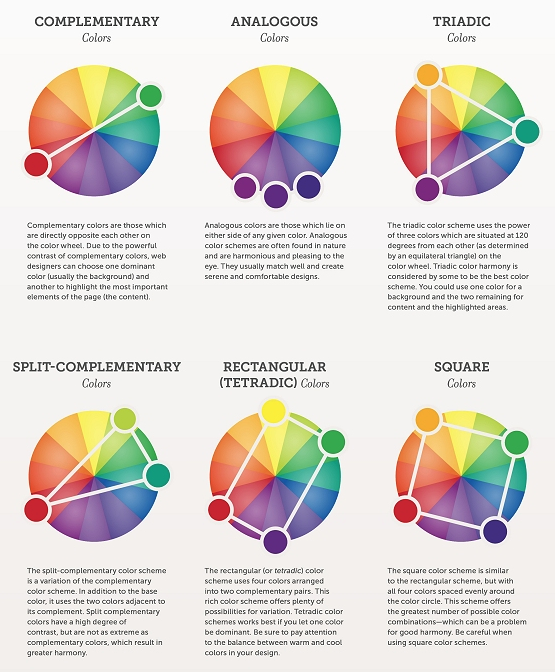 COMPLEMENTARY
Colors
ANALOGOUS
Colors
TRIADIC
Colors
Complementary colors are those which
are directly opposite each other on
the color wheel. Due to the powerful
contrast of complementary colors, web
designers can choose one dominant
color (usually the background) and
another to highlight the most important
elements of the page (the content).
Analogous colors are those which lie on
either side of any given color. Analogous
color schemes are often found in nature
and are harmonious and pleasing to the
eye. They usually match well and create
serene and comfortable designs.
The triadic color scheme uses the power
of three colors which are situated at 120
degrees from each other (as determined
by an equilateral triangle) on the
color wheel. Triadic color harmony is
considered by some to be the best color
scheme. You could use one color for a
background and the two remaining for
content and the highlighted areas.
SPLIT-COMPLEMENTARY
Colors
RECTANGULAR
(TETRADIC) Colors
SQUARE
Colors
The split-complementary color scheme
is a variation of the complementary
color scheme. In addition to the base
color, it uses the two colors adjacent to
its complement. Split complementary
colors have a high degree of
contrast, but are not as extreme as
complementary colors, which result in
greater harmony.
The rectangular (or tetradic) color
scheme uses four colors arranged
into two complementary pairs. This
rich color scheme offers plenty of
possibilities for variation. Tetradic color
schemes works best if you let one color
be dominant. Be sure to pay attention
to the balance between warm and cool
colors in your design.
The square color scheme is similar
to the rectangular scheme, but with
all four colors spaced evenly around
the color circle. This scheme offers
the greatest number of possible color
combinations—which can be a problem
for good harmony. Be careful when
using square color schemes.